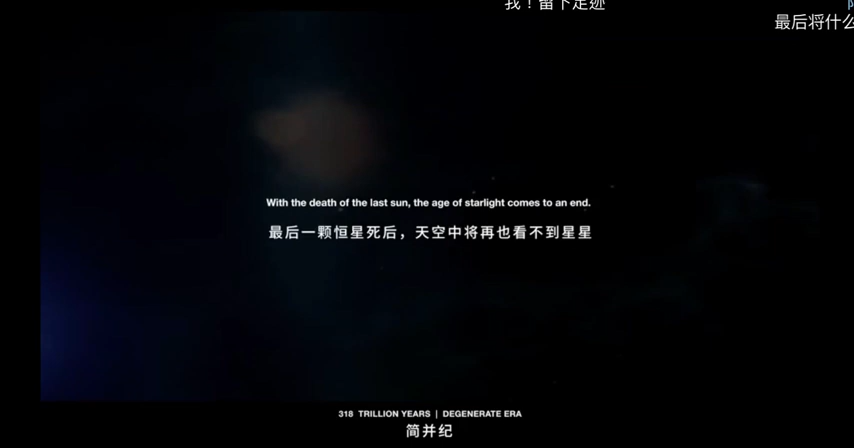 我！留下足迹
最后将什么
With the death of the last sun, the age of starlight comes to an end.
最后一颗恒星死后，天空中将再也看不到星星
318 TRILLION YEARS | DEGENERATE ERA
简并纪